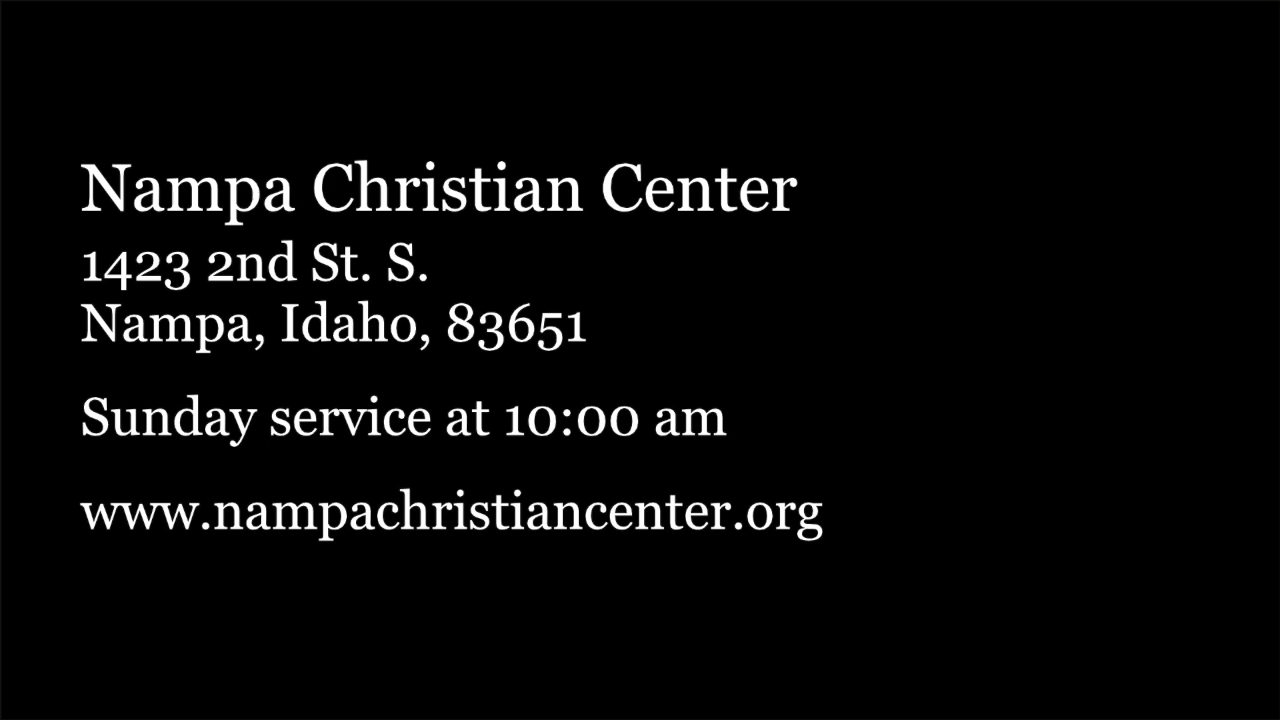 Nampa Christian Center
1423 2nd St. S.
Nampa, Idaho, 83651
Sunday service at 10:00 am
www.nampachristiancenter.org